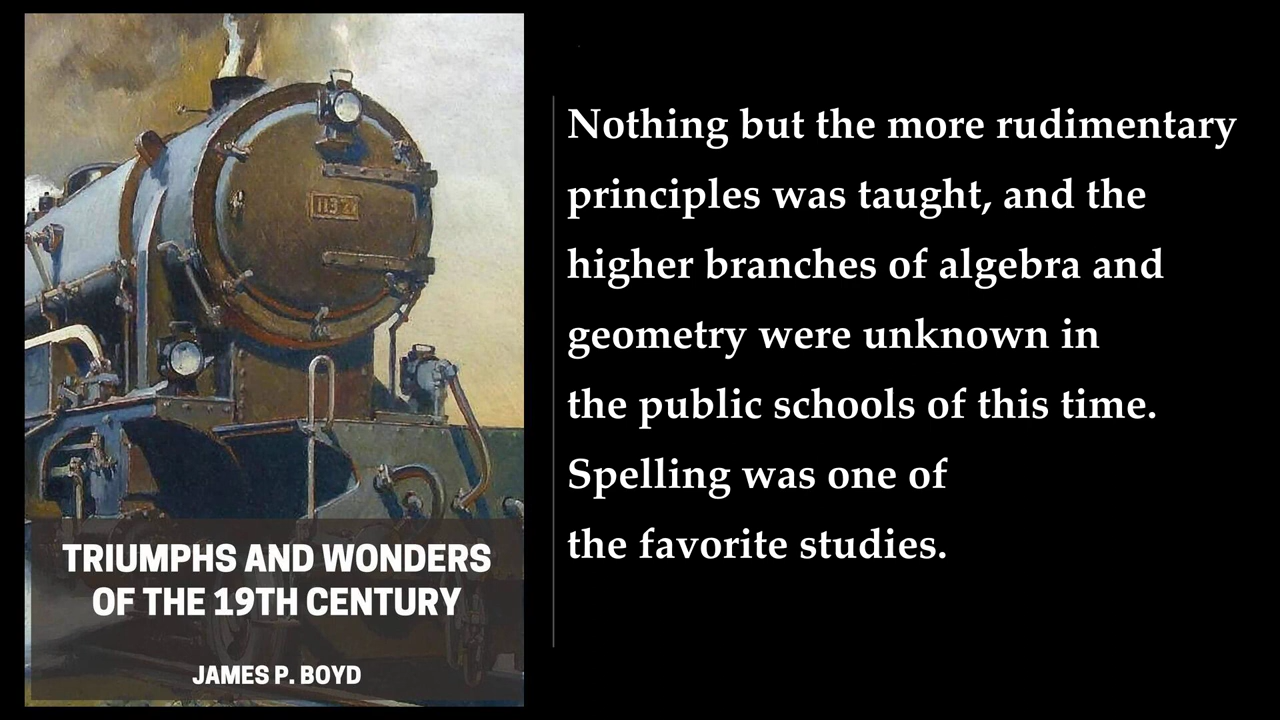 TRIUMPHS AND WONDERS
OF THE 19TH CENTURY
JAMES P. BOYD
Nothing but the more rudimentary
principles was taught, and the
higher branches of algebra and
geometry were unknown in
the public schools of this time.
Spelling was one of
the favorite studies.